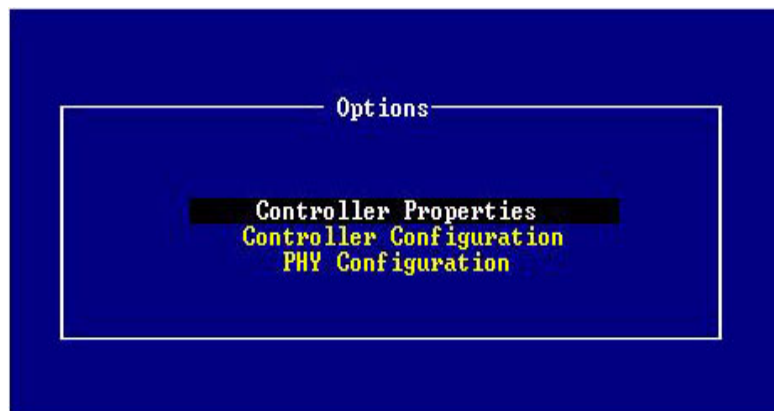 Options
Controller Properties
Controller Configuration
PHY Configuration